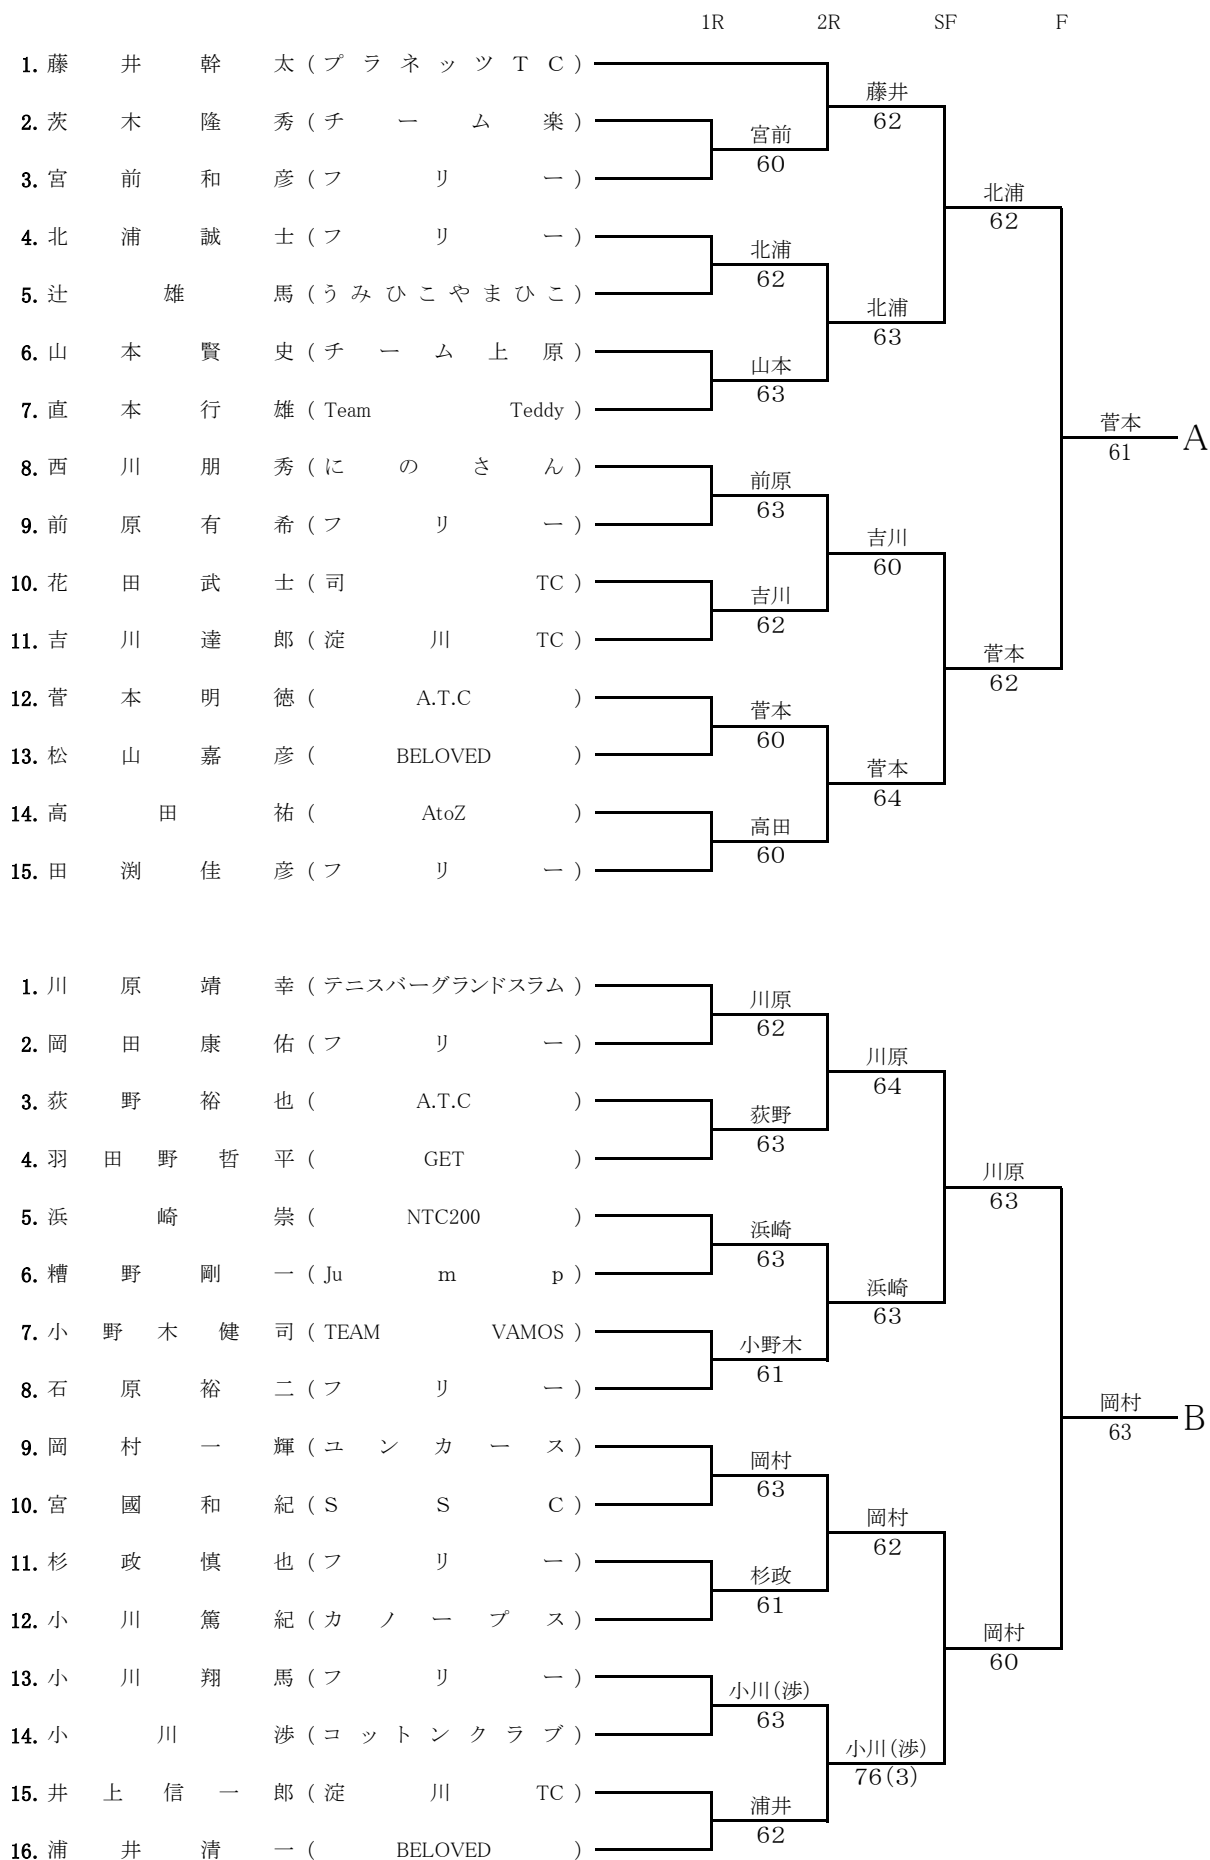 1R 2R SF F
1. 藤井幹太 (プラネッツTC)
藤井
2. 茨木隆秀 (チーム楽)
62
宮前
60
3. 宮前和彦 (フリー)
北浦
62
4. 北浦誠士 (フリー)
北浦
62
5. 辻雄馬 (うみひこやまひこ)
北浦
63
6. 山本賢史 (チーム上原)
山本
63
7. 直本行雄 (Team Teddy)
菅本 A
61
8. 西川朋秀 (にのさん)
前原
63
9. 前原有希 (フリー)
吉川
60
10. 花田武士 (司TC)
吉川
62
11. 吉川達郎 (淀川TC)
菅本
62
12. 菅本明徳 (A.T.C)
菅本
60
13. 松山嘉彦 (BELOVED)
菅本
64
14. 高田祐 (AtoZ)
高田
60
15. 田渕佳彦 (フリー)
1. 川原靖幸 (テニスバーグランドスラム)
川原
62
2. 岡田康佑 (フリー)
川原
64
3. 荻野裕也 (A.T.C)
荻野
63
4. 羽田野哲平 (GET)
川原
63
5. 浜崎崇 (NTC200)
浜崎
63
6. 糟野剛一 (Jump)
浜崎
63
7. 小野木健司 (TEAM VAMOS)
小野木
61
8. 石原裕二 (フリー)
岡村 B
63
9. 岡村一輝 (ユンカース)
岡村
63
10. 宮國和紀 (SSC)
岡村
62
11. 杉政慎也 (フリー)
杉政
61
12. 小川篤紀 (カノープス)
岡村
60
13. 小川翔馬 (フリー)
小川(渉)
63
14. 小川渉 (コットンクラブ)
小川(渉)
76(3)
15. 井上信一郎 (淀川TC)
浦井
62
16. 浦井清一 (BELOVED)